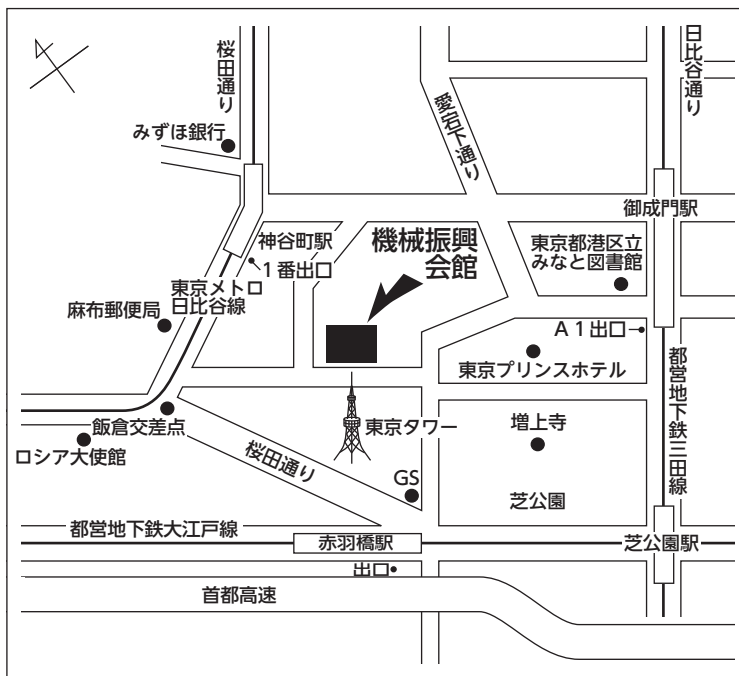 桜田通り
日比谷通り
みずほ銀行
愛宕下通り
御成門駅
神谷町駅
1番出口
機械振興
会館
東京都港区立
みなと図書館
東京メトロ
日比谷線
麻布郵便局
A1出口
東京プリンスホテル
都営地下鉄三田線
飯倉交差点
東京タワー
増上寺
ロシア大使館
桜田通り
GS
芝公園
都営地下鉄大江戸線
赤羽橋駅
芝公園駅
出口
首都高速